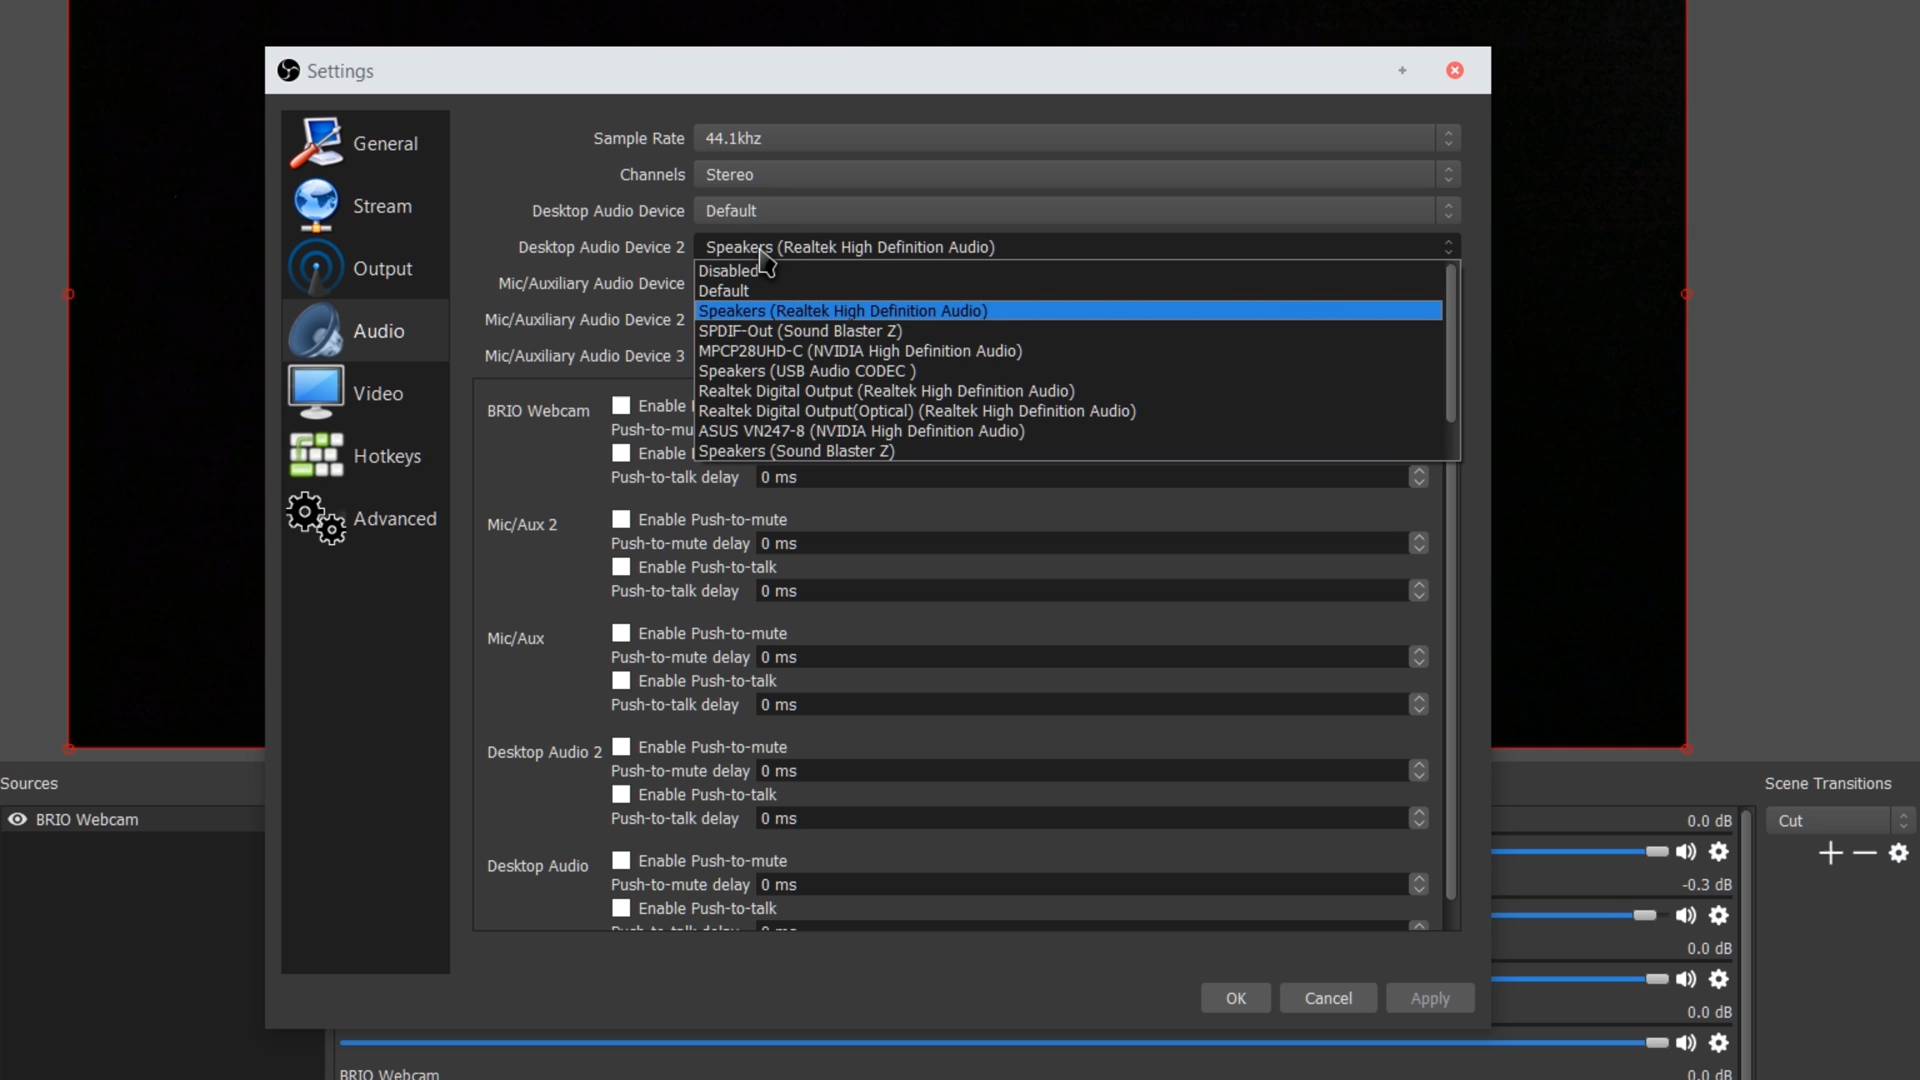 Settings
General
Stream
Output
Audio
Video
Hotkeys
Advanced
Sample Rate 44.1khz
Channels Stereo
Desktop Audio Device Default
Desktop Audio Device 2 Speakers (Realtek High Definition Audio)
Mic/Auxiliary Audio Device
Mic/Auxiliary Audio Device 2
Mic/Auxiliary Audio Device 3
Disabled
Default
Speakers (Realtek High Definition Audio)
SPDIF-Out (Sound Blaster Z)
MPCP28UHD-C (NVIDIA High Definition Audio)
Speakers (USB Audio CODEC )
Realtek Digital Output (Realtek High Definition Audio)
Realtek Digital Output(Optical) (Realtek High Definition Audio)
ASUS VN247-8 (NVIDIA High Definition Audio)
Speakers (Sound Blaster Z)
BRIO Webcam
Enable
Push-to-mu
Enable
Push-to-talk delay 0 ms
Mic/Aux 2
Enable Push-to-mute
Push-to-mute delay 0 ms
Enable Push-to-talk
Push-to-talk delay 0 ms
Mic/Aux
Enable Push-to-mute
Push-to-mute delay 0 ms
Enable Push-to-talk
Push-to-talk delay 0 ms
Desktop Audio 2
Enable Push-to-mute
Push-to-mute delay 0 ms
Enable Push-to-talk
Push-to-talk delay 0 ms
Desktop Audio
Enable Push-to-mute
Push-to-mute delay 0 ms
Enable Push-to-talk
OK Cancel Apply
Sources
BRIO Webcam
0.0 dB
-0.3 dB
0.0 dB
0.0 dB
BRIO Webcam 0.0 dB
Scene Transitions
Cut